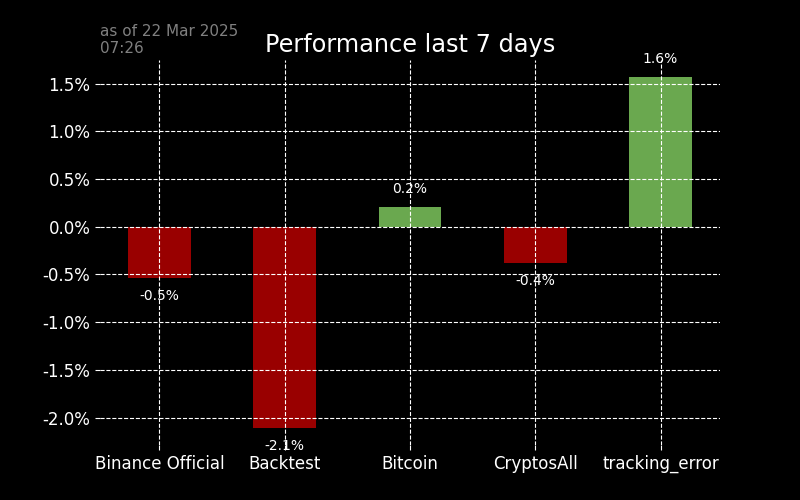 as of 22 Mar 2025
07:26
Performance last 7 days
1.6%
1.5%
1.0%
0.5%
0.2%
0.0%
-0.5%
-0.4%
-0.5%
-1.0%
-1.5%
-2.0%
-2.1%
Binance Official
Backtest
Bitcoin
CryptosAll
tracking_error